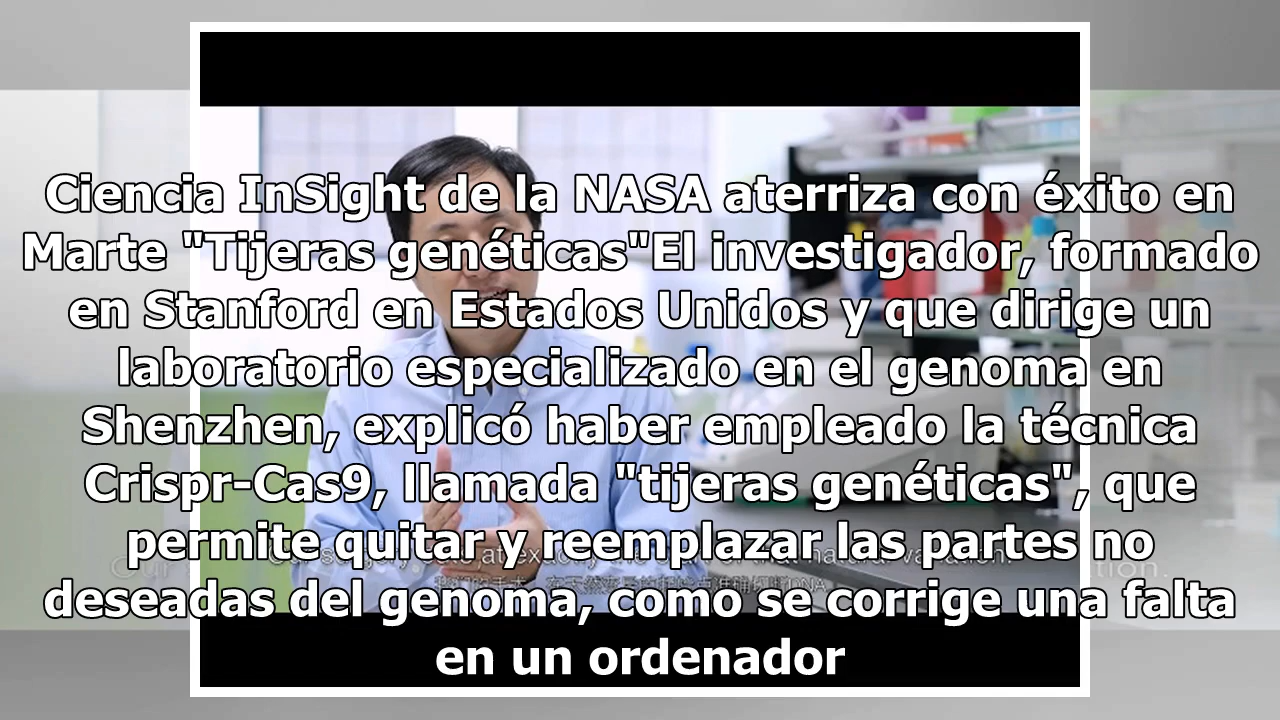 Ciencia InSight de la NASA aterriza con éxito en
Marte "Tijeras genéticas"El investigador, formado
en Stanford en Estados Unidos y que dirige un
laboratorio especializado en el genoma en
Shenzhen, explicó haber empleado la técnica
Crispr-Cas9, llamada "tijeras genéticas", que
permite quitar y reemplazar las partes no
deseadas del genoma, como se corrige una falta
en un ordenador
natural variation.